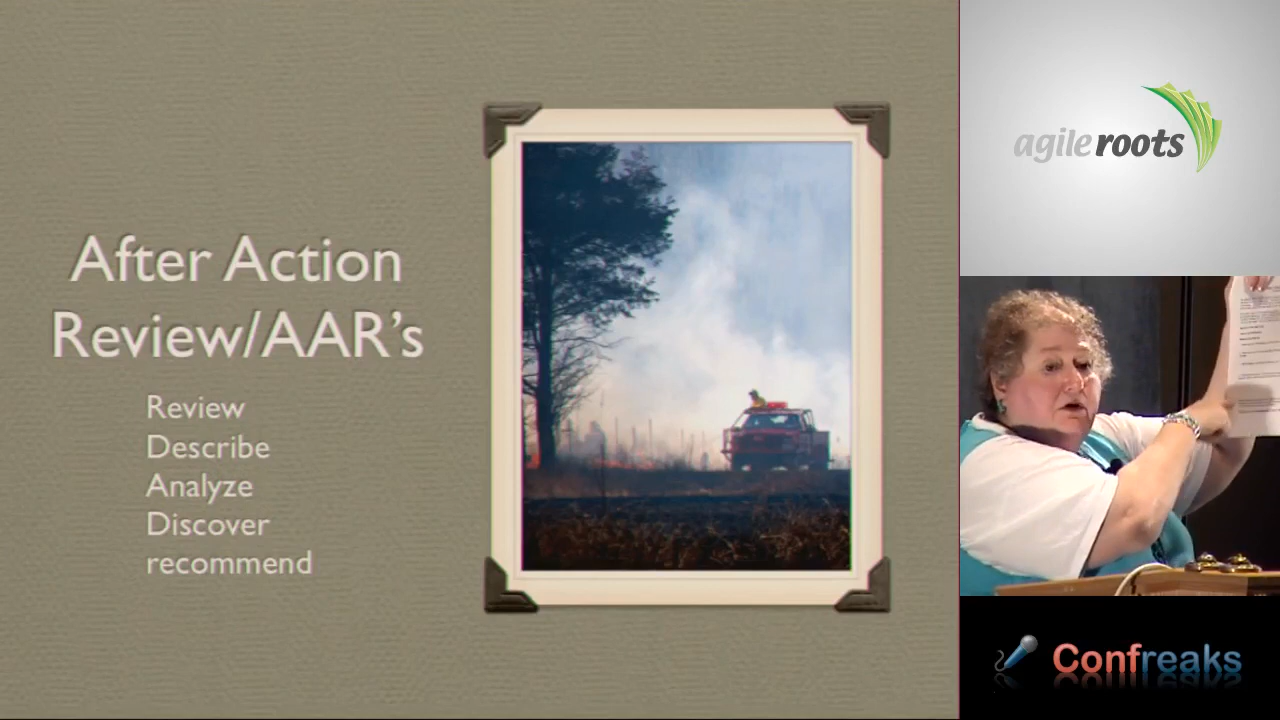 After Action
Review/AAR's
Review
Describe
Analyze
Discover
recommend
agile roots
Confreaks